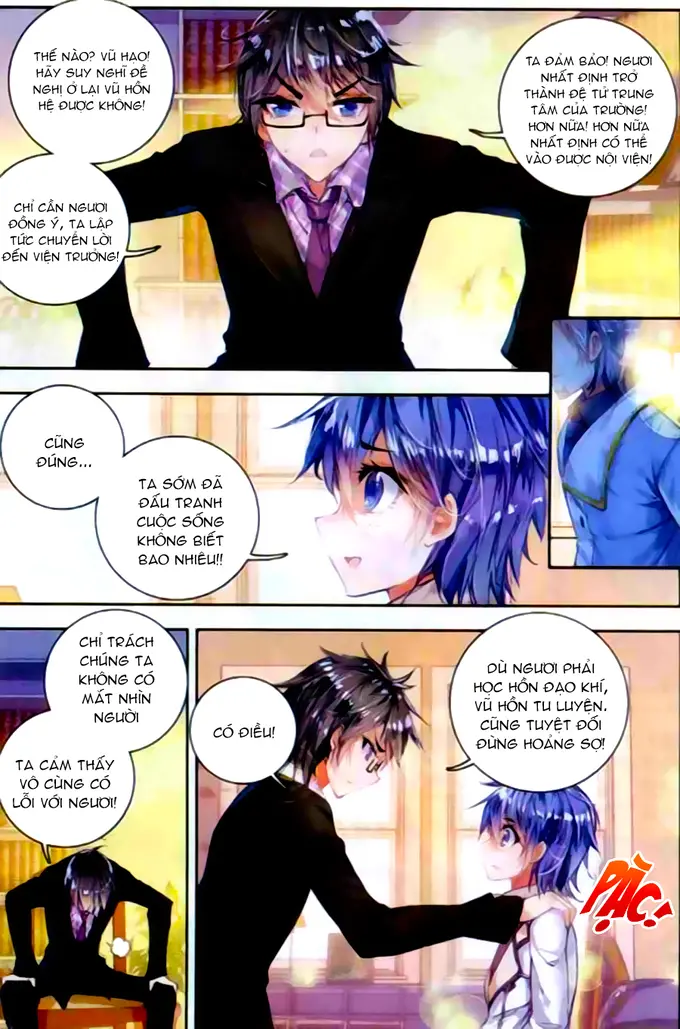 THẾ NÀO? VŨ HẠO!
HÃY SUY NGHĨ ĐỀ
NGHỊ Ở LẠI VŨ HỒN
HỆ ĐƯỢC KHÔNG!
TA ĐẢM BẢO! NGƯƠI
NHẤT ĐỊNH TRỞ
THÀNH ĐỆ TỬ TRUNG
TÂM CỦA TRƯỜNG!
HƠN NỮA! HƠN NỮA
NHẤT ĐỊNH CÓ THỂ
VÀO ĐƯỢC NỘI VIỆN!
CHỈ CẦN NGƯƠI
ĐỒNG Ý, TA LẬP
TỨC CHUYỂN LỜI
ĐẾN VIỆN TRƯỞNG!
CŨNG
ĐÚNG...
TA SỚM ĐÃ
ĐẤU TRANH
CUỘC SỐNG
KHÔNG BIẾT
BAO NHIÊU!!
CHỈ TRÁCH
CHÚNG TA
KHÔNG CÓ
MẮT NHÌN
NGƯỜI
TA CẢM THẤY
VÔ CÙNG CÓ
LỖI VỚI NGƯƠI!
CÓ ĐIỀU!
DÙ NGƯƠI PHẢI
HỌC HỒN ĐẠO KHÍ,
VŨ HỒN TU LUYỆN.
CŨNG TUYỆT ĐỐI
ĐỪNG HOẢNG SỢ!
PẶC!